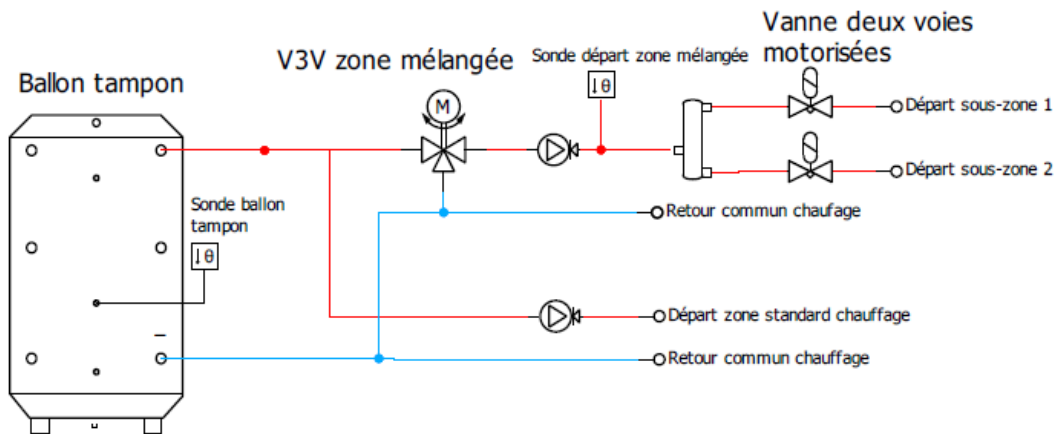 Vanne deux voies
motorisées
Sonde départ zone mélangée
V3V zone mélangée
Ballon tampon
↓θ
M
Départ sous-zone 1
Départ sous-zone 2
Sonde ballon
tampon
Retour commun chaufage
↓θ
Départ zone standard chauffage
Retour commun chauffage